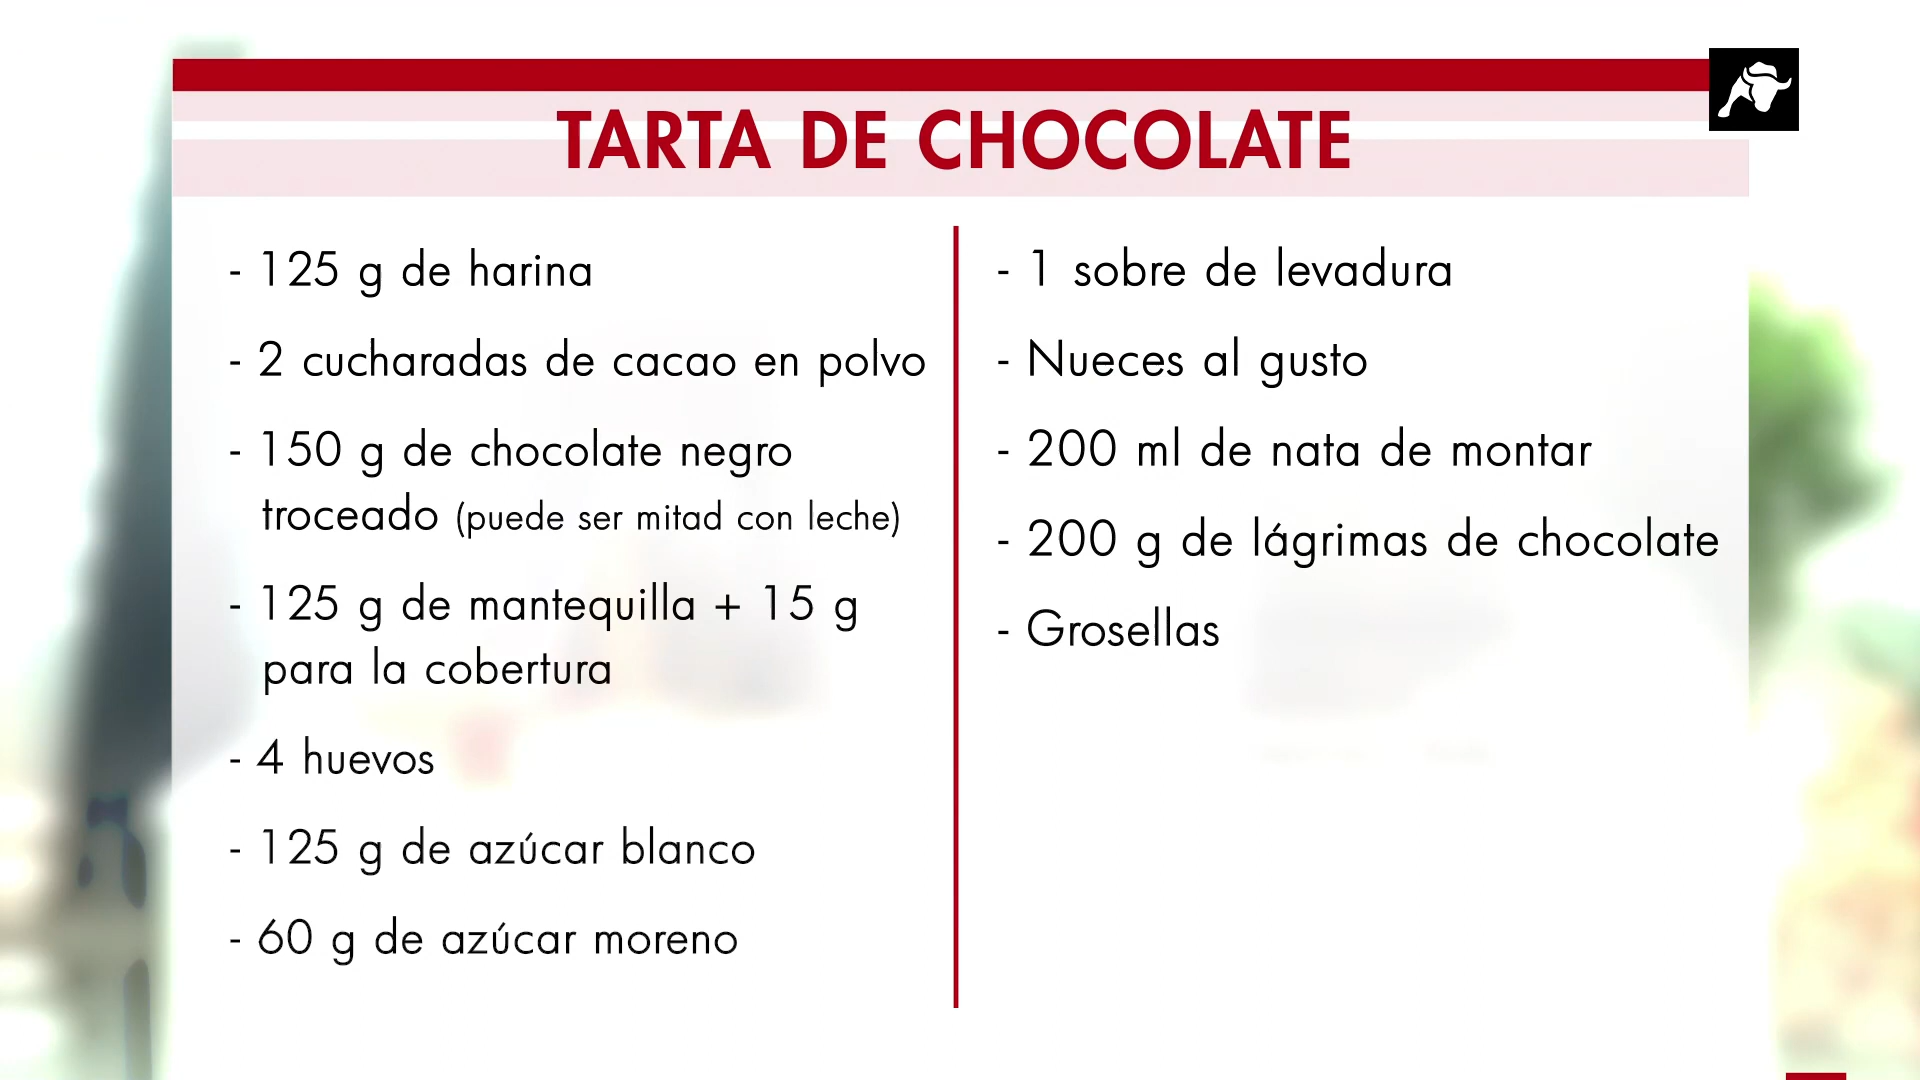 TARTA DE CHOCOLATE
- 125 g de harina
- 2 cucharadas de cacao en polvo
- 150 g de chocolate negro
troceado (puede ser mitad con leche)
- 125 g de mantequilla + 15 g
para la cobertura
- 4 huevos
- 125 g de azúcar blanco
- 60 g de azúcar moreno
- 1 sobre de levadura
- Nueces al gusto
- 200 ml de nata de montar
- 200 g de lágrimas de chocolate
- Grosellas